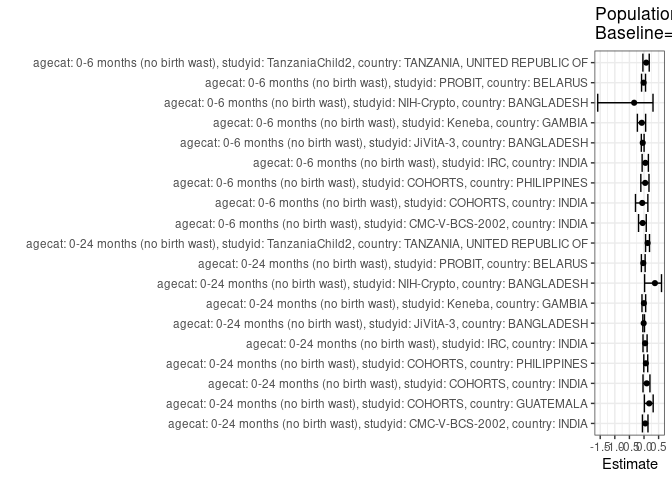 Population
Baseline=
agecat: 0-6 months (no birth wast), studyid: TanzaniaChild2, country: TANZANIA, UNITED REPUBLIC OF
agecat: 0-6 months (no birth wast), studyid: PROBIT, country: BELARUS
agecat: 0-6 months (no birth wast), studyid: NIH-Crypto, country: BANGLADESH
agecat: 0-6 months (no birth wast), studyid: Keneba, country: GAMBIA
agecat: 0-6 months (no birth wast), studyid: JiVitA-3, country: BANGLADESH
agecat: 0-6 months (no birth wast), studyid: IRC, country: INDIA
agecat: 0-6 months (no birth wast), studyid: COHORTS, country: PHILIPPINES
agecat: 0-6 months (no birth wast), studyid: COHORTS, country: INDIA
agecat: 0-6 months (no birth wast), studyid: CMC-V-BCS-2002, country: INDIA
agecat: 0-24 months (no birth wast), studyid: TanzaniaChild2, country: TANZANIA, UNITED REPUBLIC OF
agecat: 0-24 months (no birth wast), studyid: PROBIT, country: BELARUS
agecat: 0-24 months (no birth wast), studyid: NIH-Crypto, country: BANGLADESH
agecat: 0-24 months (no birth wast), studyid: Keneba, country: GAMBIA
agecat: 0-24 months (no birth wast), studyid: JiVitA-3, country: BANGLADESH
agecat: 0-24 months (no birth wast), studyid: IRC, country: INDIA
agecat: 0-24 months (no birth wast), studyid: COHORTS, country: PHILIPPINES
agecat: 0-24 months (no birth wast), studyid: COHORTS, country: INDIA
agecat: 0-24 months (no birth wast), studyid: COHORTS, country: GUATEMALA
agecat: 0-24 months (no birth wast), studyid: CMC-V-BCS-2002, country: INDIA
-1.5 -1.0 -0.5 0.0 0.5
Estimate